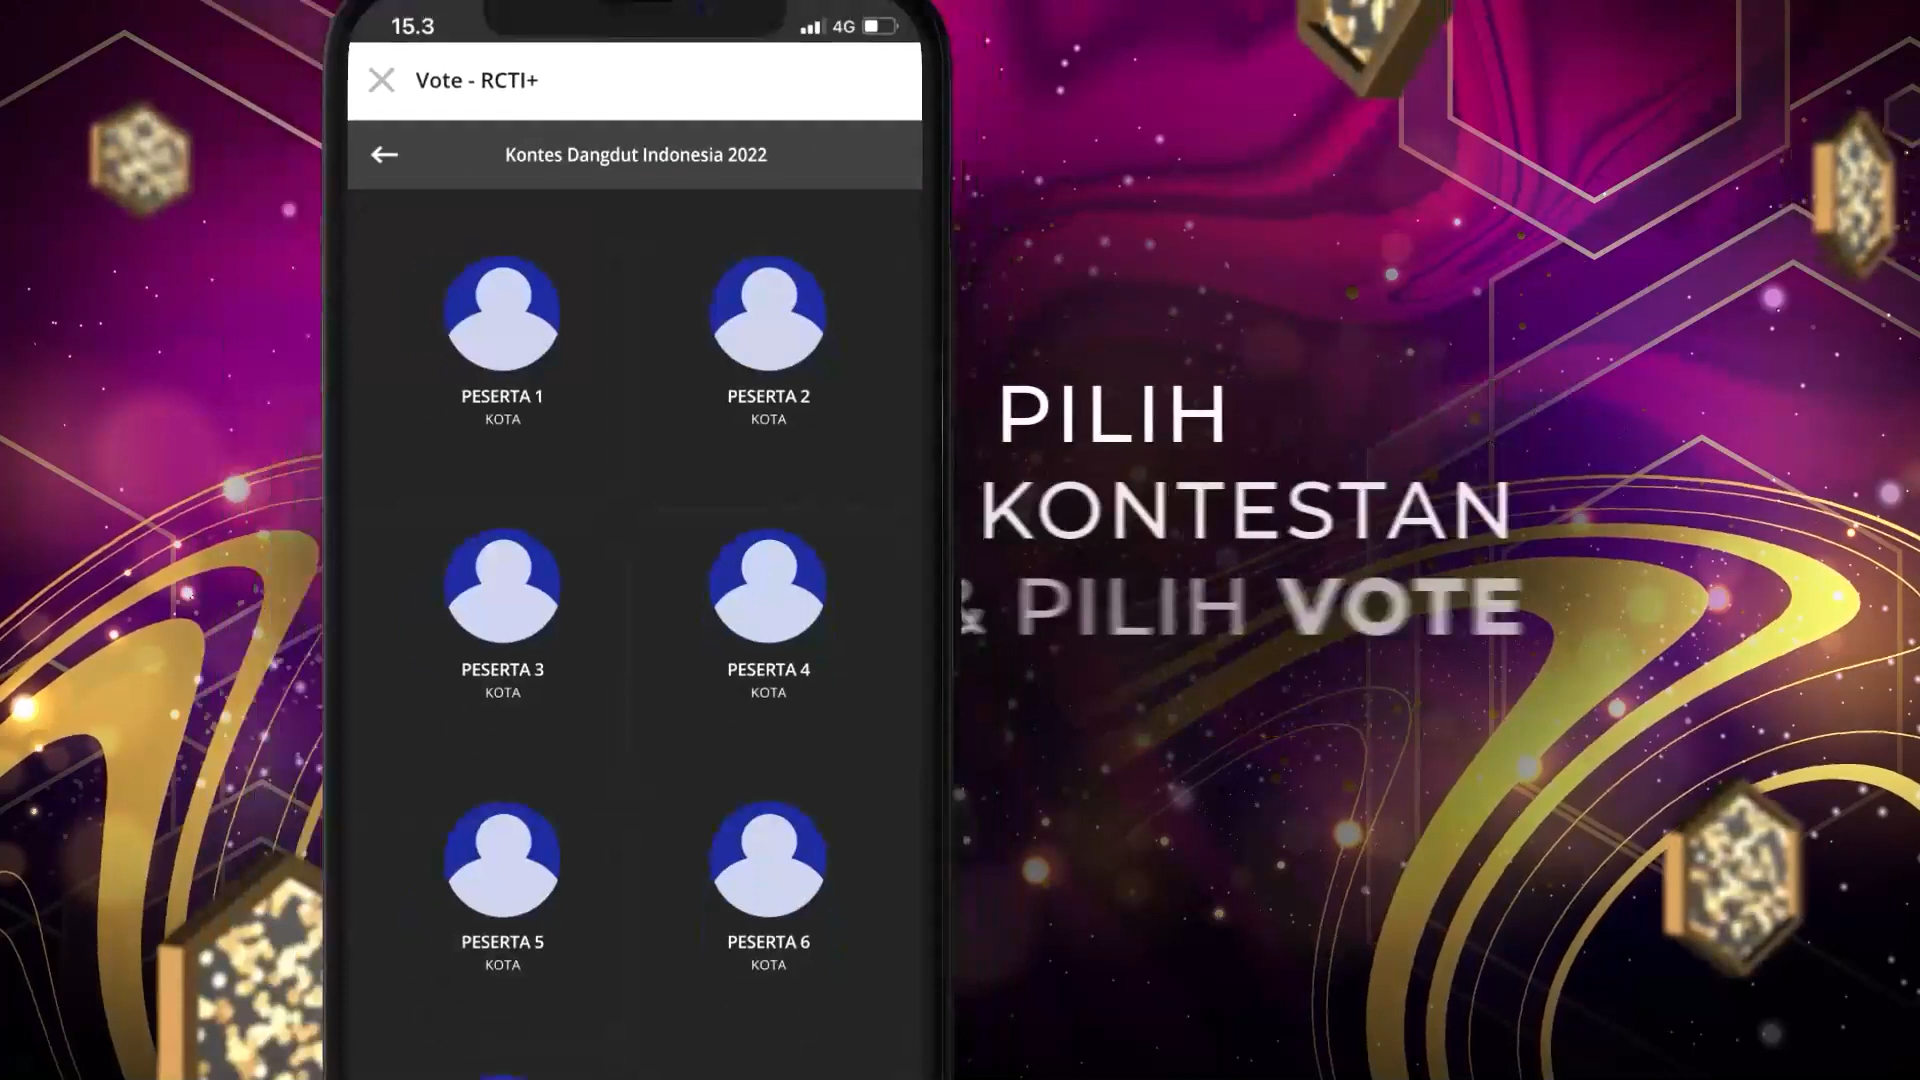 15.3
4G
Vote - RCTI+
Kontes Dangdut Indonesia 2022
PESERTA 1
KOTA
PESERTA 2
KOTA
PESERTA 3
KOTA
PESERTA 4
KOTA
PESERTA 5
KOTA
PESERTA 6
KOTA
PILIH
KONTESTAN
& PILIH VOTE